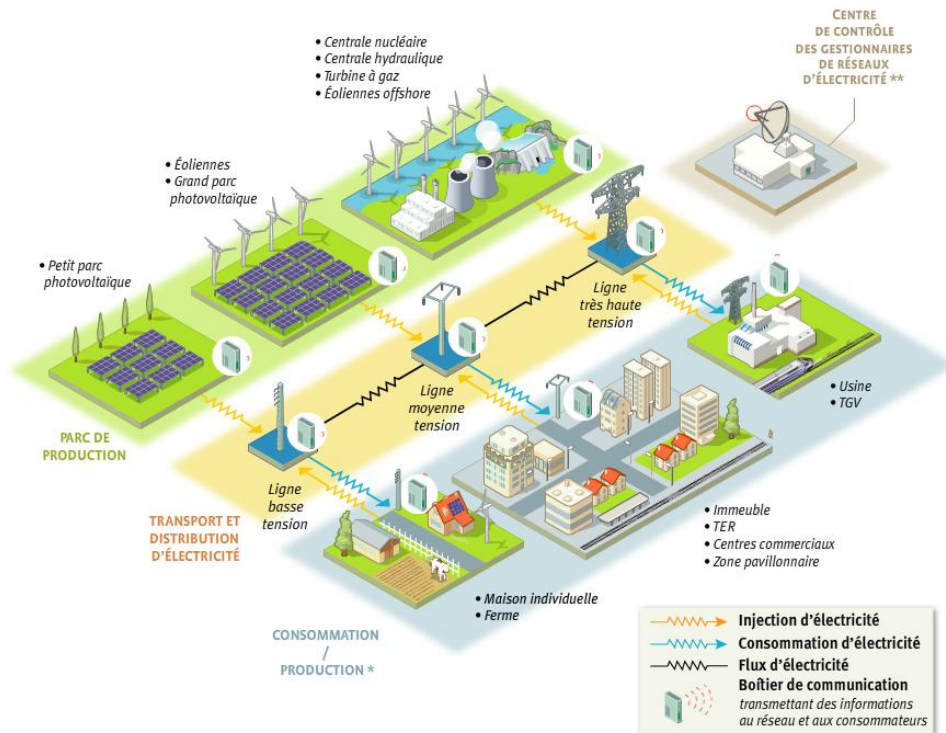 CENTRE
DE CONTRÔLE
DES GESTIONNAIRES
DE RÉSEAUX
D'ÉLECTRICITÉ **
• Centrale nucléaire
• Centrale hydraulique
• Turbine à gaz
• Éoliennes offshore
• Éoliennes
• Grand parc
photovoltaïque
• Petit parc
photovoltaïque
Ligne
très haute
tension
Ligne
moyenne
tension
Ligne
basse
tension
PARC DE
PRODUCTION
TRANSPORT ET
DISTRIBUTION
D'ÉLECTRICITÉ
• Usine
• TGV
• Immeuble
• TER
• Centres commerciaux
• Zone pavillonnaire
• Maison individuelle
• Ferme
CONSOMMATION
/
PRODUCTION *
Injection d'électricité
Consommation d'électricité
Flux d'électricité
Boîtier de communication
transmettant des informations
au réseau et aux consommateurs